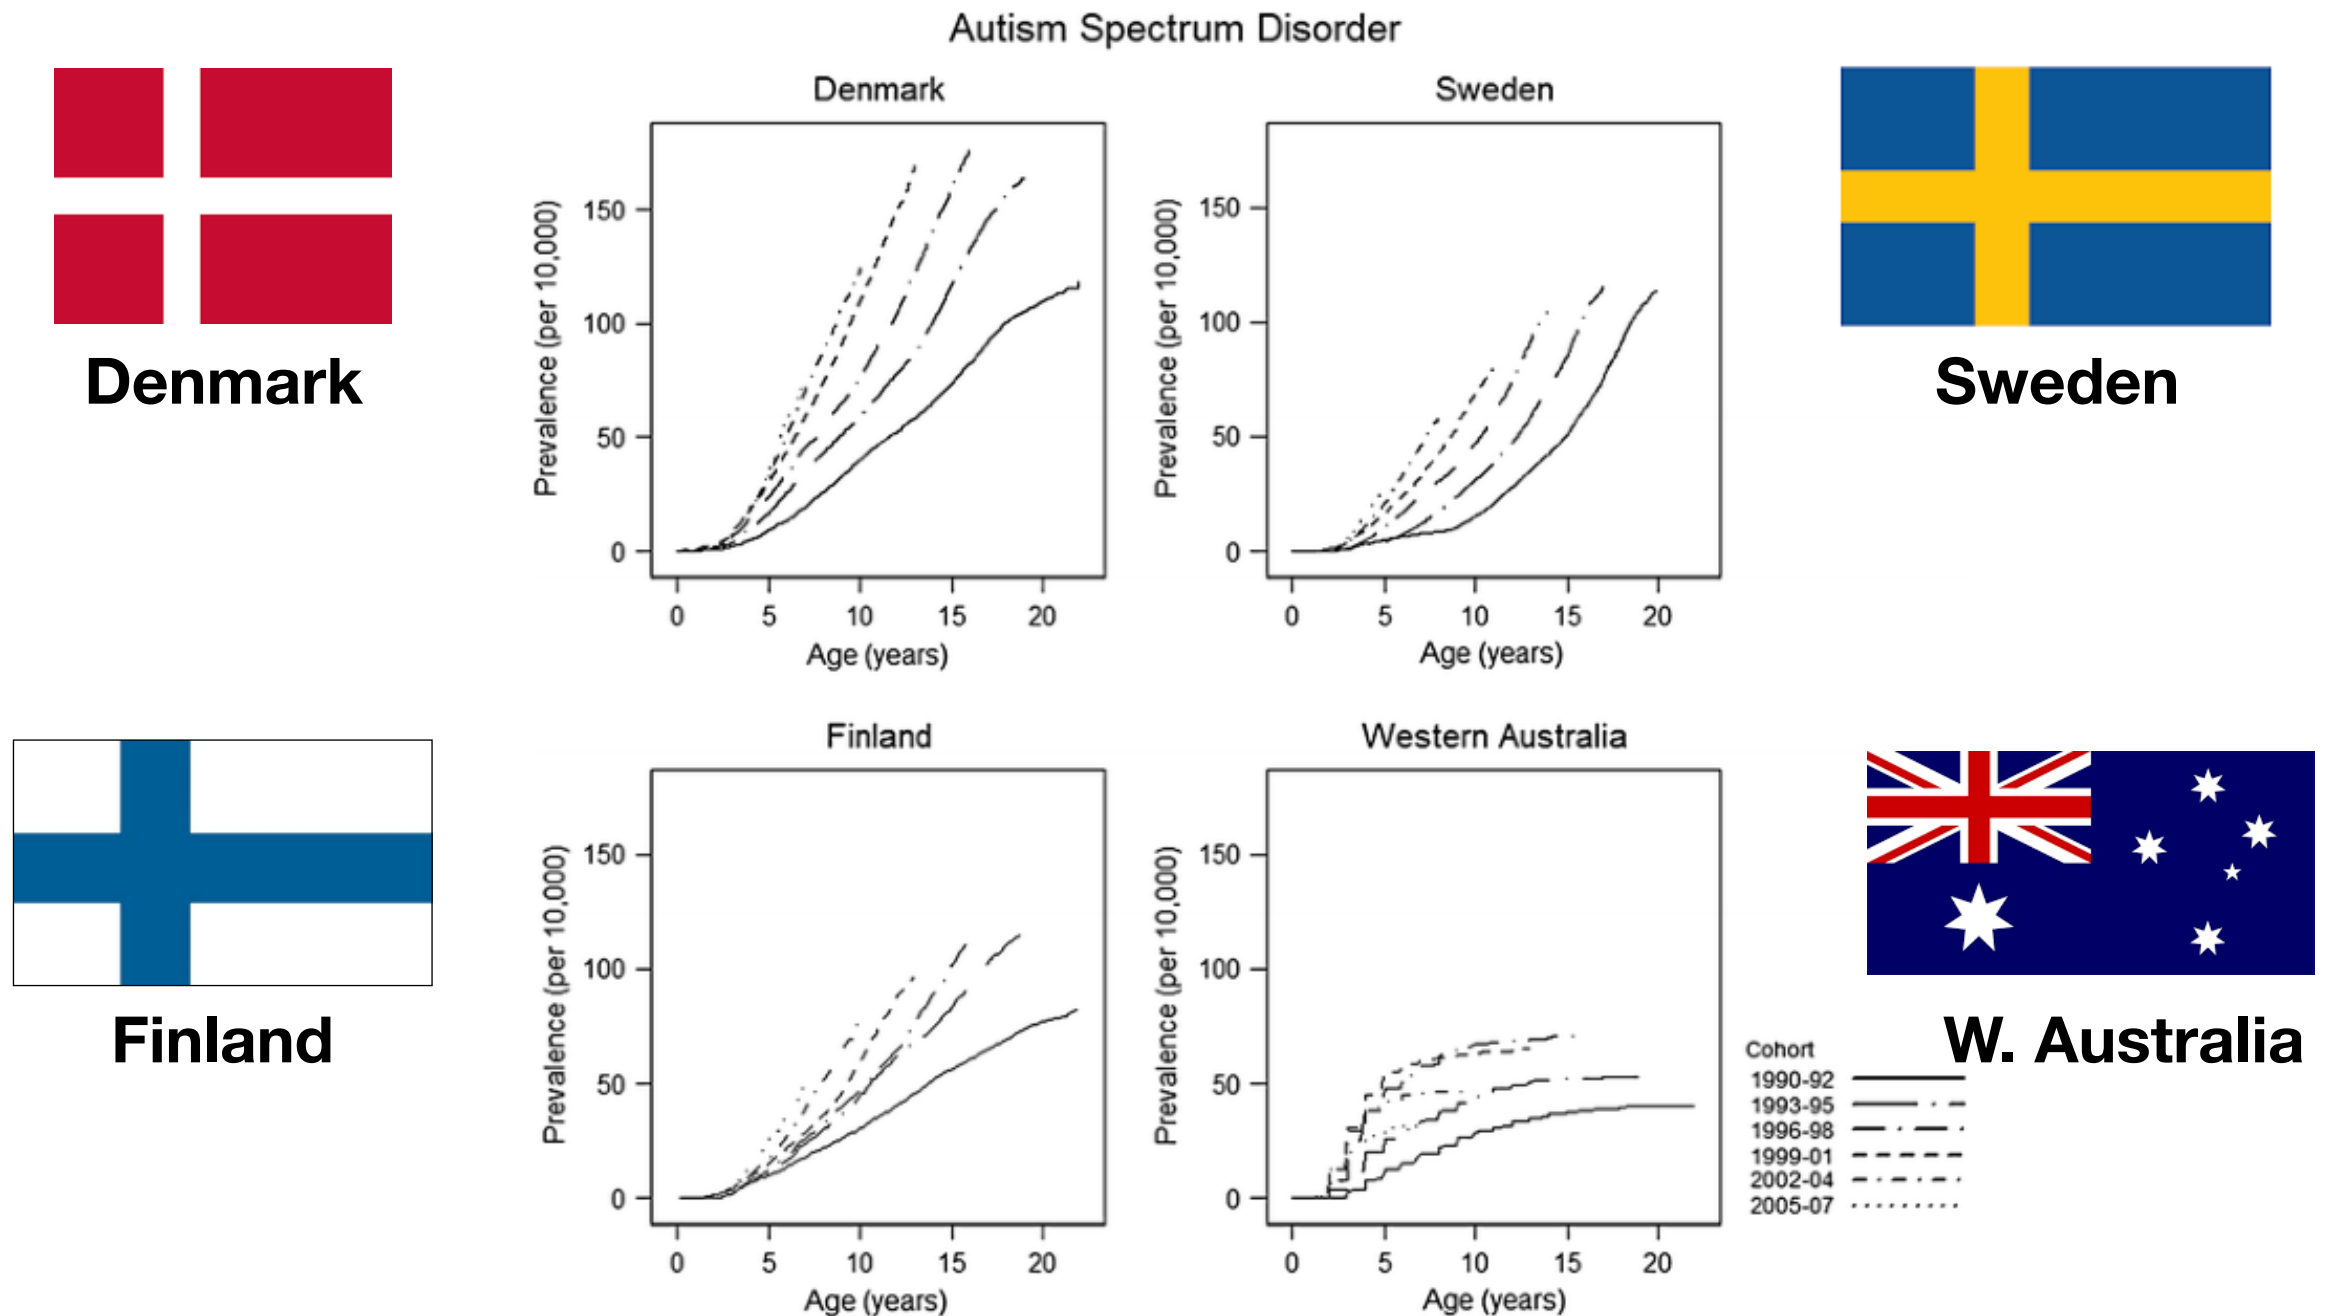 Autism Spectrum Disorder
Denmark
Sweden
Prevalence (per 10,000)
150
100
50
0
0 5 10 15 20
Age (years)
Prevalence (per 10,000)
150
100
50
0
0 5 10 15 20
Age (years)
Denmark
Sweden
Finland
Western Australia
Prevalence (per 10,000)
150
100
50
0
0 5 10 15 20
Age (years)
Prevalence (per 10,000)
150
100
50
0
0 5 10 15 20
Age (years)
Finland
W. Australia
Cohort
1990-92
1993-95
1996-98
1999-01
2002-04
2005-07